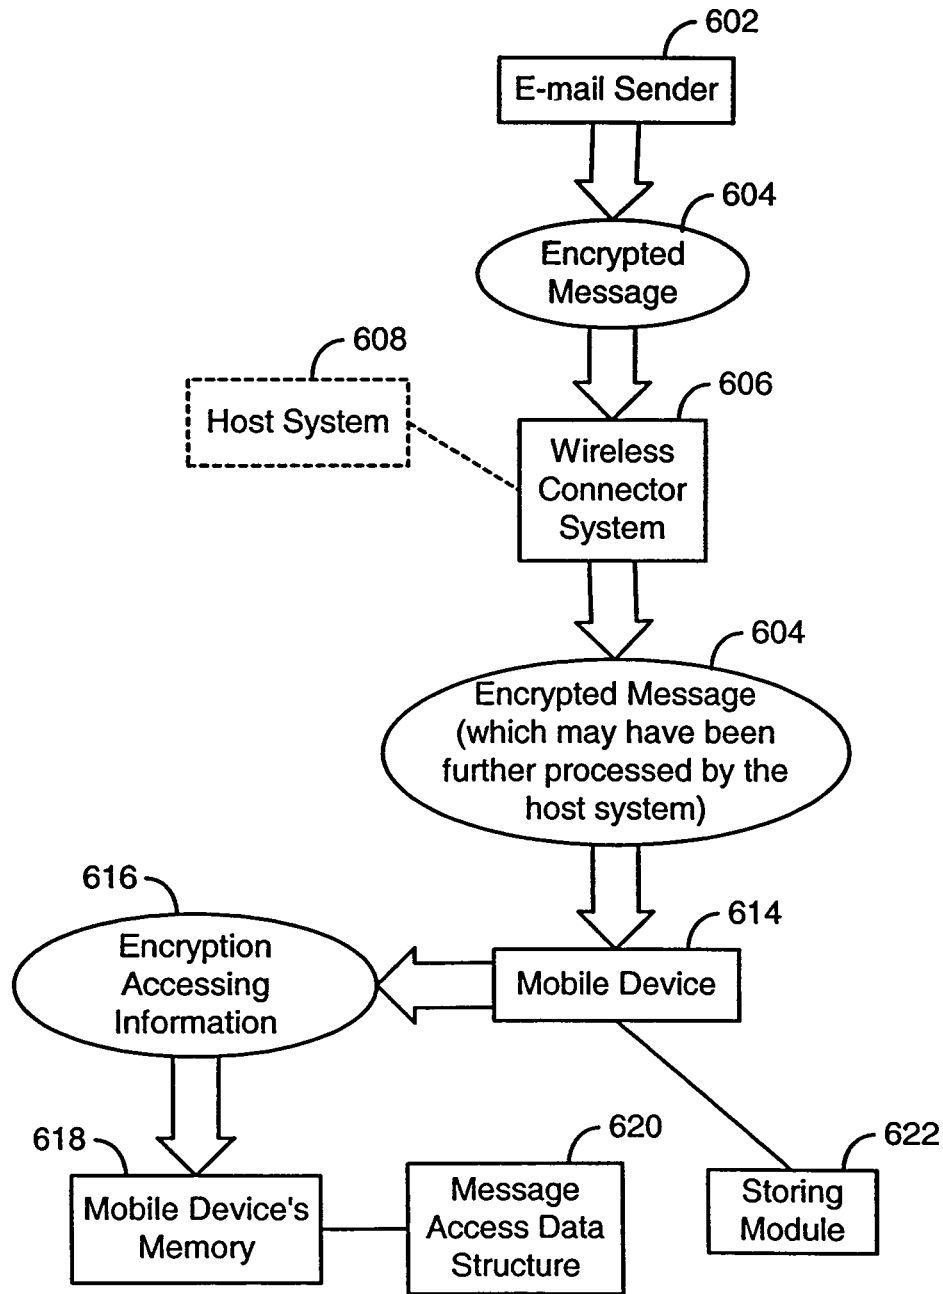 602
E-mail Sender
604
Encrypted
Message
608
Host System
606
Wireless
Connector
System
604
Encrypted Message
(which may have been
further processed by the
host system)
616
Encryption
Accessing
Information
614
Mobile Device
618
Mobile Device's
Memory
620
Message
Access Data
Structure
622
Storing
Module